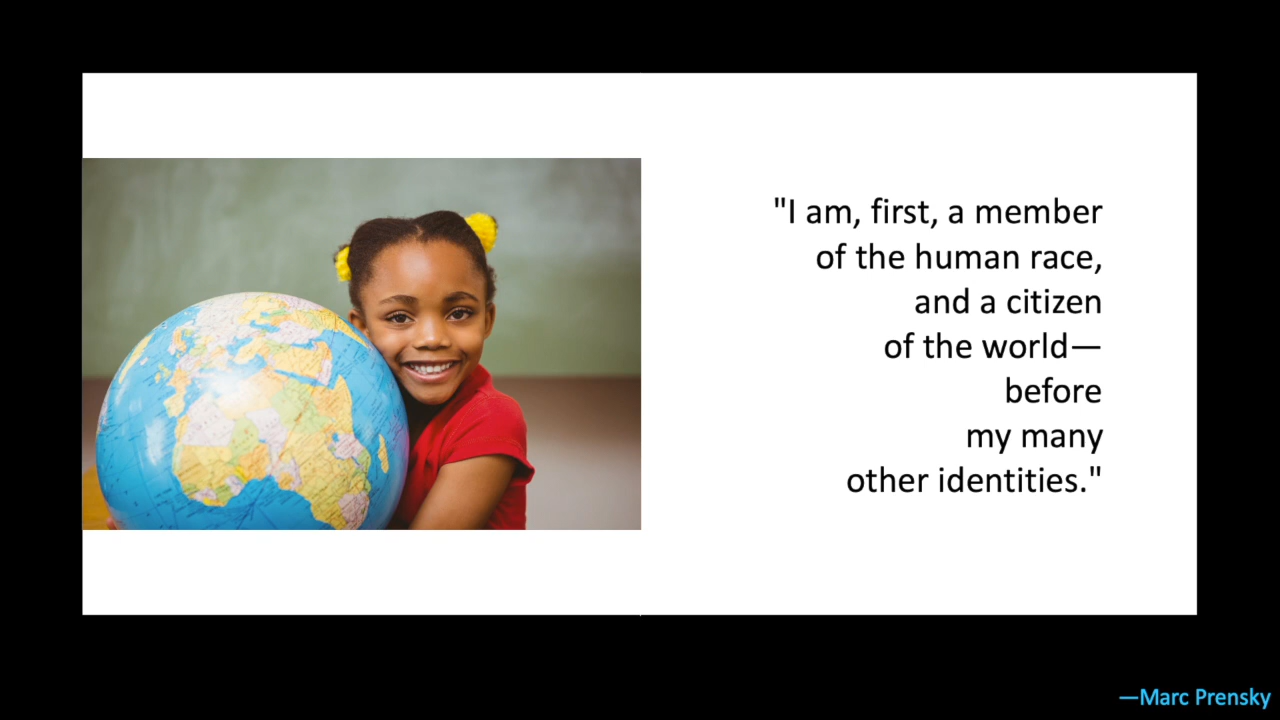 "I am, first, a member
of the human race,
and a citizen
of the world—
before
my many
other identities."
—Marc Prensky